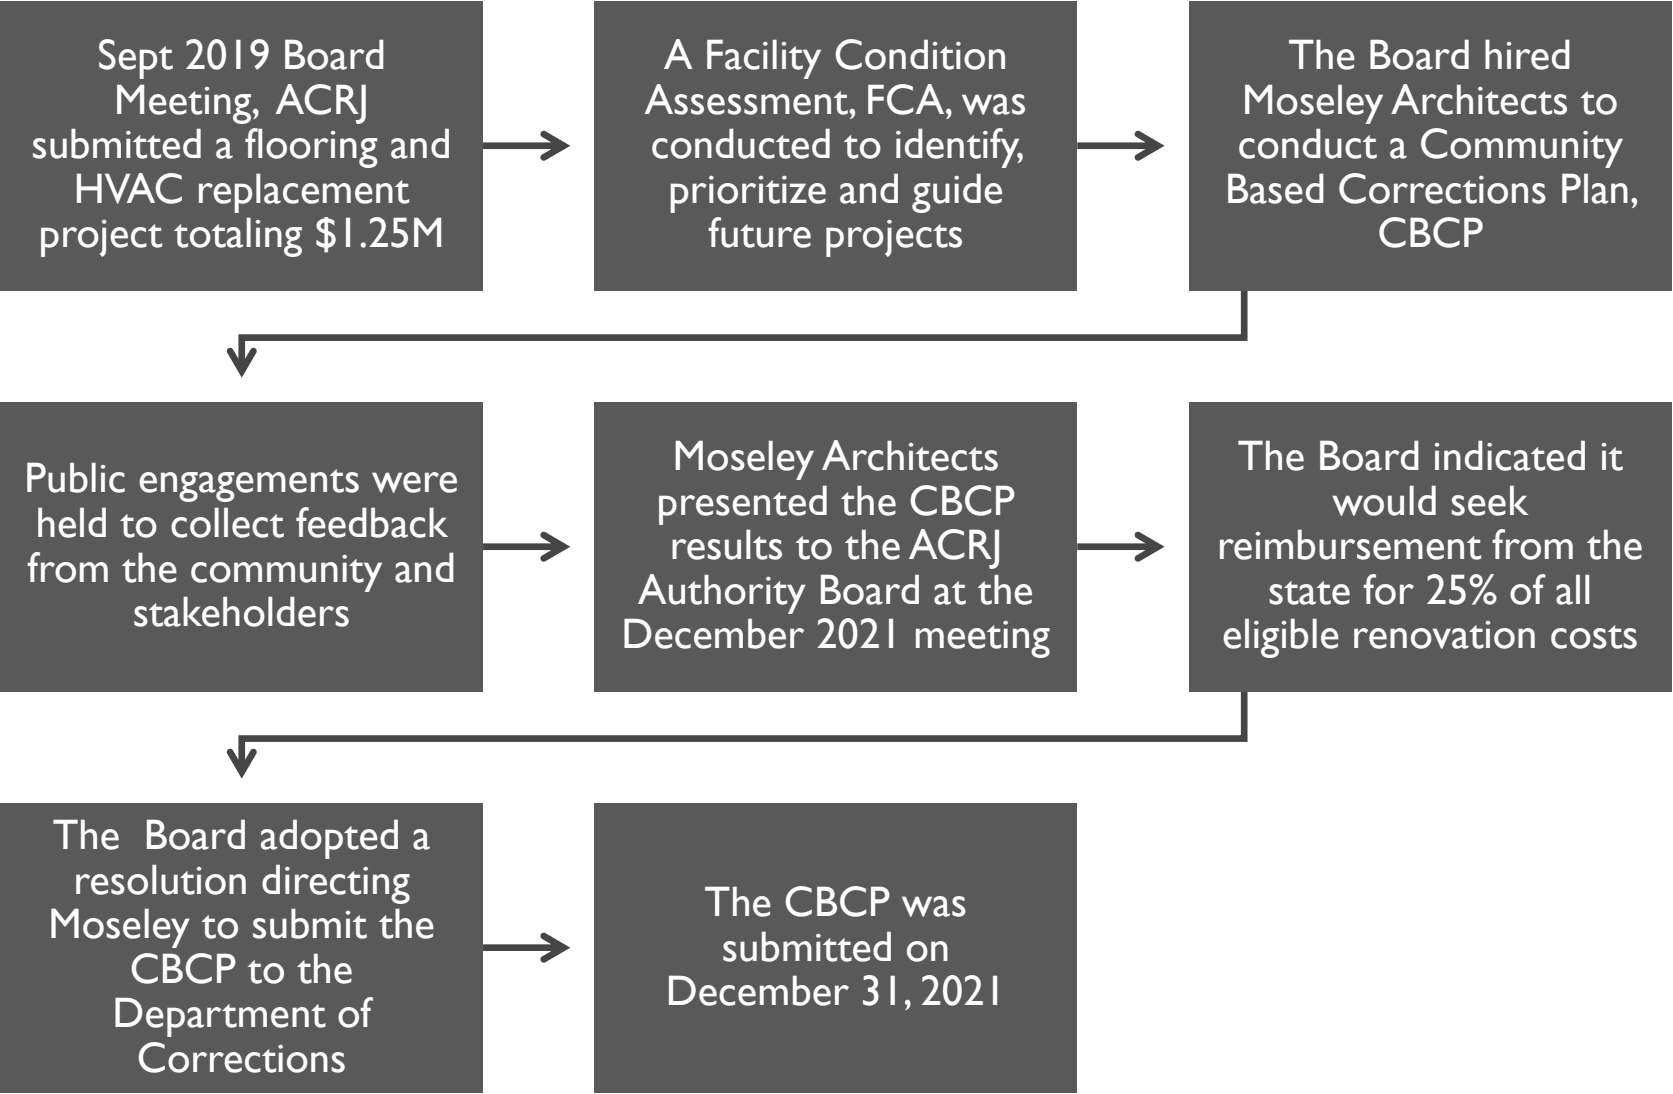 Sept 2019 Board
Meeting, ACRJ
submitted a flooring and
HVAC replacement
project totaling $1.25M
A Facility Condition
Assessment, FCA, was
conducted to identify,
prioritize and guide
future projects
The Board hired
Moseley Architects to
conduct a Community
Based Corrections Plan,
CBCP
Public engagements were
held to collect feedback
from the community and
stakeholders
Moseley Architects
presented the CBCP
results to the ACRJ
Authority Board at the
December 2021 meeting
The Board indicated it
would seek
reimbursement from the
state for 25% of all
eligible renovation costs
The Board adopted a
resolution directing
Moseley to submit the
CBCP to the
Department of
Corrections
The CBCP was
submitted on
December 31, 2021